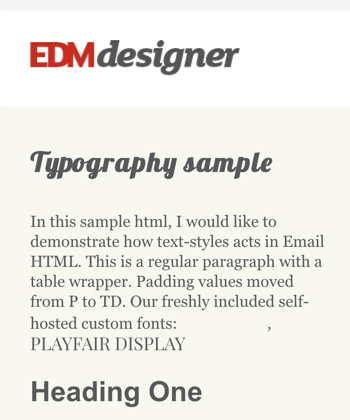 EDMdesigner
Typography sample
In this sample html, I would like to
demonstrate how text-styles acts in Email
HTML. This is a regular paragraph with a
table wrapper. Padding values moved
from P to TD. Our freshly included self-
hosted custom fonts: ,
PLAYFAIR DISPLAY
Heading One